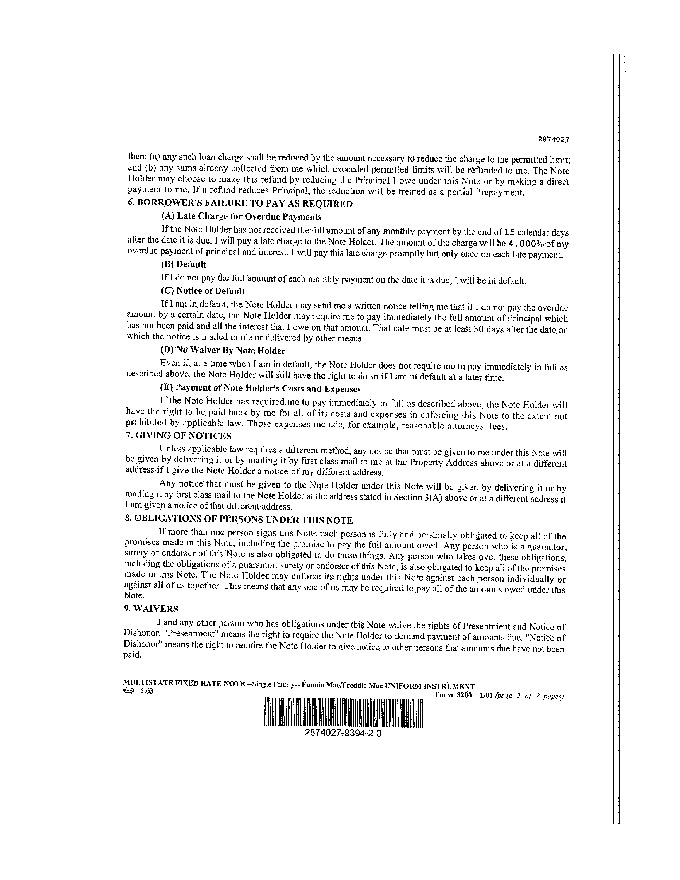 2874027
then: (a) any such loan charge shall be reduced by the amount necessary to reduce the charge to the permitted limit;
and (b) any sums already collected from me which exceeded permitted limits will be refunded to me. The Note
Holder may choose to make this refund by reducing the Principal I owe under this Note or by making a direct
payment to me. If a refund reduces Principal, the reduction will be treated as a partial Prepayment.
6. BORROWER'S FAILURE TO PAY AS REQUIRED
(A) Late Charge for Overdue Payments
If the Note Holder has not received the full amount of any monthly payment by the end of 15 calendar days
after the date it is due, I will pay a late charge to the Note Holder. The amount of the charge will be 4.000% of my
overdue payment of principal and interest. I will pay this late charge promptly but only once on each late payment.
(B) Default
If I do not pay the full amount of each monthly payment on the date it is due, I will be in default.
(C) Notice of Default
If I am in default, the Note Holder may send me a written notice telling me that if I do not pay the overdue
amount by a certain date, the Note Holder may require me to pay immediately the full amount of principal which
has not been paid and all the interest that I owe on that amount. That date must be at least 30 days after the date on
which the notice is mailed to me or delivered by other means.
(D) No Waiver By Note Holder
Even if, at a time when I am in default, the Note Holder does not require me to pay immediately in full as
described above, the Note Holder will still have the right to do so if I am in default at a later time.
(E) Payment of Note Holder's Costs and Expenses
If the Note Holder has required me to pay immediately in full as described above, the Note Holder will
have the right to be paid back by me for all of its costs and expenses in enforcing this Note to the extent not
prohibited by applicable law. Those expenses include, for example, reasonable attorneys' fees.
7. GIVING OF NOTICES
Unless applicable law requires a different method, any notice that must be given to me under this Note will
be given by delivering it or by mailing it by first class mail to me at the Property Address above or at a different
address if I give the Note Holder a notice of my different address.
Any notice that must be given to the Note Holder under this Note will be given by delivering it or by
mailing it by first class mail to the Note Holder at the address stated in Section 3(A) above or at a different address if
I am given a notice of that different address.
8. OBLIGATIONS OF PERSONS UNDER THIS NOTE
If more than one person signs this Note, each person is fully and personally obligated to keep all of the
promises made in this Note, including the promise to pay the full amount owed. Any person who is a guarantor,
surety or endorser of this Note is also obligated to do these things. Any person who takes over these obligations,
including the obligations of a guarantor, surety or endorser of this Note, is also obligated to keep all of the promises
made in this Note. The Note Holder may enforce its rights under this Note against each person individually or
against all of us together. This means that any one of us may be required to pay all of the amounts owed under this
Note.
9. WAIVERS
I and any other person who has obligations under this Note waive the rights of Presentment and Notice of
Dishonor. "Presentment" means the right to require the Note Holder to demand payment of amounts due. "Notice of
Dishonor" means the right to require the Note Holder to give notice to other persons that amounts due have not been
paid.
MULTISTATE FIXED RATE NOTE--Single Family--Fannie Mae/Freddie Mac UNIFORM INSTRUMENT
Form 3200 1/01 (page 2 of 3 pages)
2874027-9394-2 3